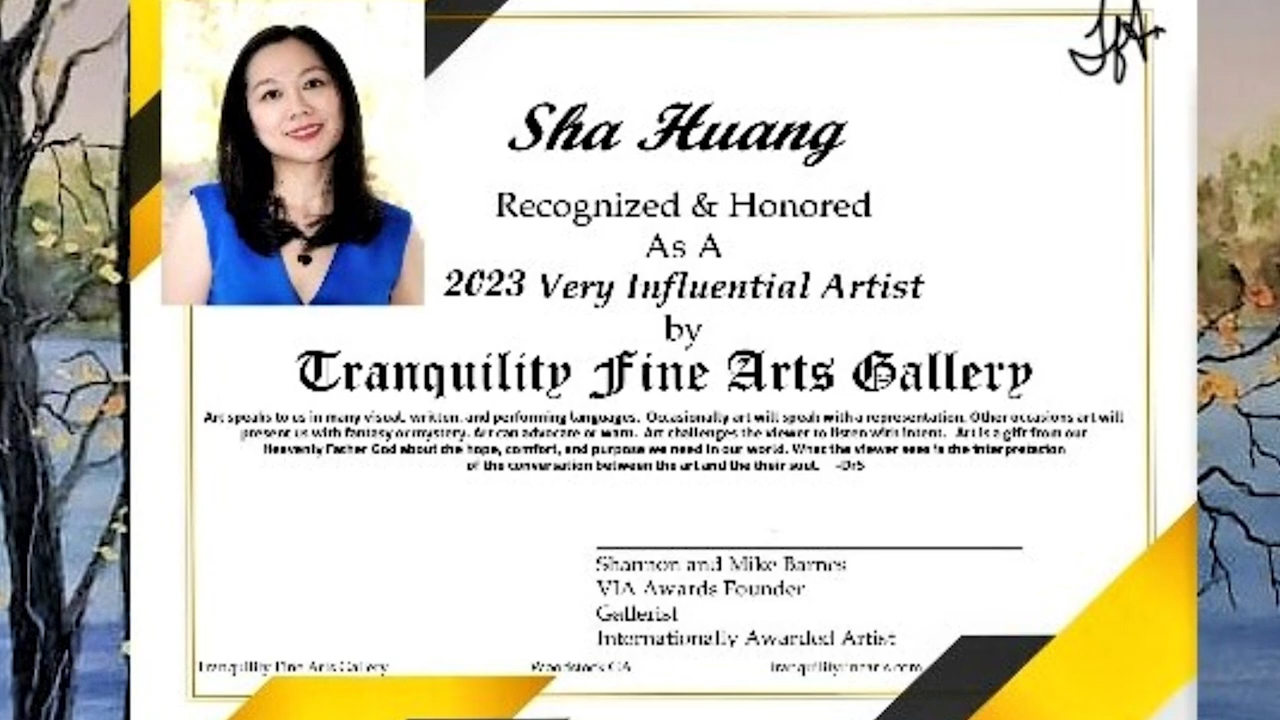 Sha Huang
Recognized & Honored
As A
2023 Very Influential Artist
by
Tranquility Fine Arts Gallery
Art speaks to us in many visual, written, and performing languages. Occasionally art will speak with a representation. Other occasions art will
present us with fantasy or mystery. Art can advocate or warn. Art challenges the viewer to listen with intent. Art is a gift from our
Heavenly Father God about the hope, comfort, and purpose we need in our world. What the viewer sees is the interpretation
of the conversation between the art and the their soul. -DrS
Shannon and Mike Barnes
VIA Awards Founder
Gallerist
Internationally Awarded Artist
Tranquility Fine Arts Gallery Woodstock GA